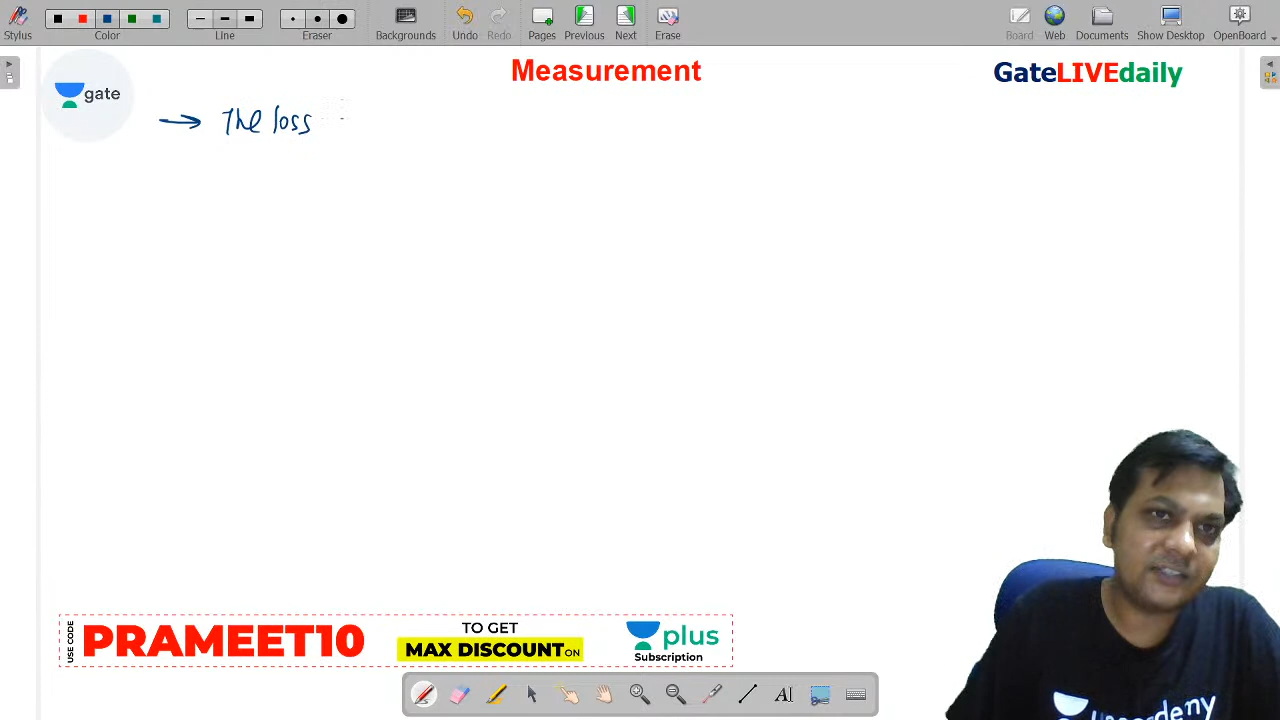 Stylus
Color
Line
Eraser
Backgrounds
Undo
Redo
Pages
Previous
Next
Erase
Board
Web
Documents
Show Desktop
OpenBoard
gate
Measurement
GateLIVEdaily
→ The loss
USE CODE
PRAMEET10
TO GET
MAX DISCOUNT ON
plus
Subscription